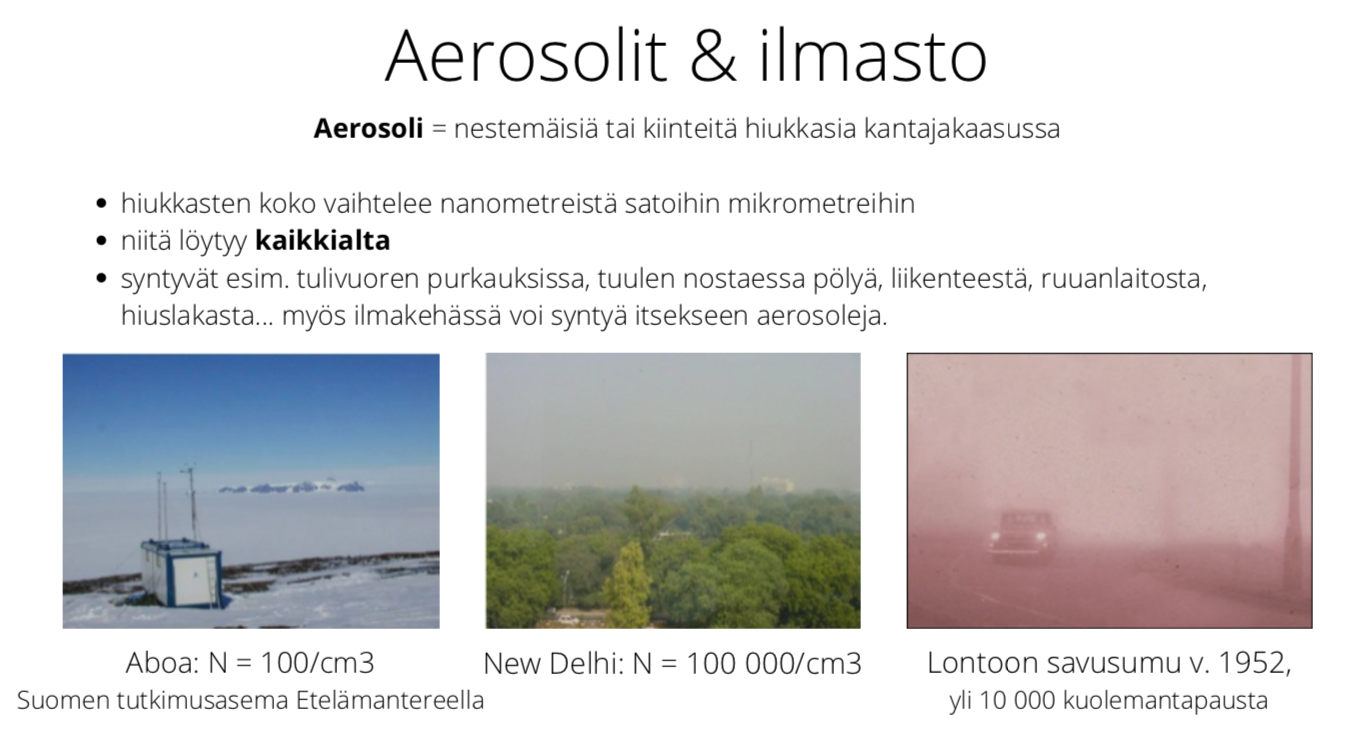 Aerosolit & ilmasto
Aerosoli = nestemäisiä tai kiinteitä hiukkasia kantajakaasussa
• hiukkasten koko vaihtelee nanometreistä satoihin mikrometreihin
• niitä löytyy kaikkialta
• syntyvät esim. tulivuoren purkauksissa, tuulen nostaessa pölyä, liikenteestä, ruuanlaitosta,
hiuslakasta... myös ilmakehässä voi syntyä itsekseen aerosoleja.
Aboa: N = 100/cm3
Suomen tutkimusasema Etelämantereella
New Delhi: N = 100 000/cm3
Lontoon savusumu v. 1952,
yli 10 000 kuolemantapausta